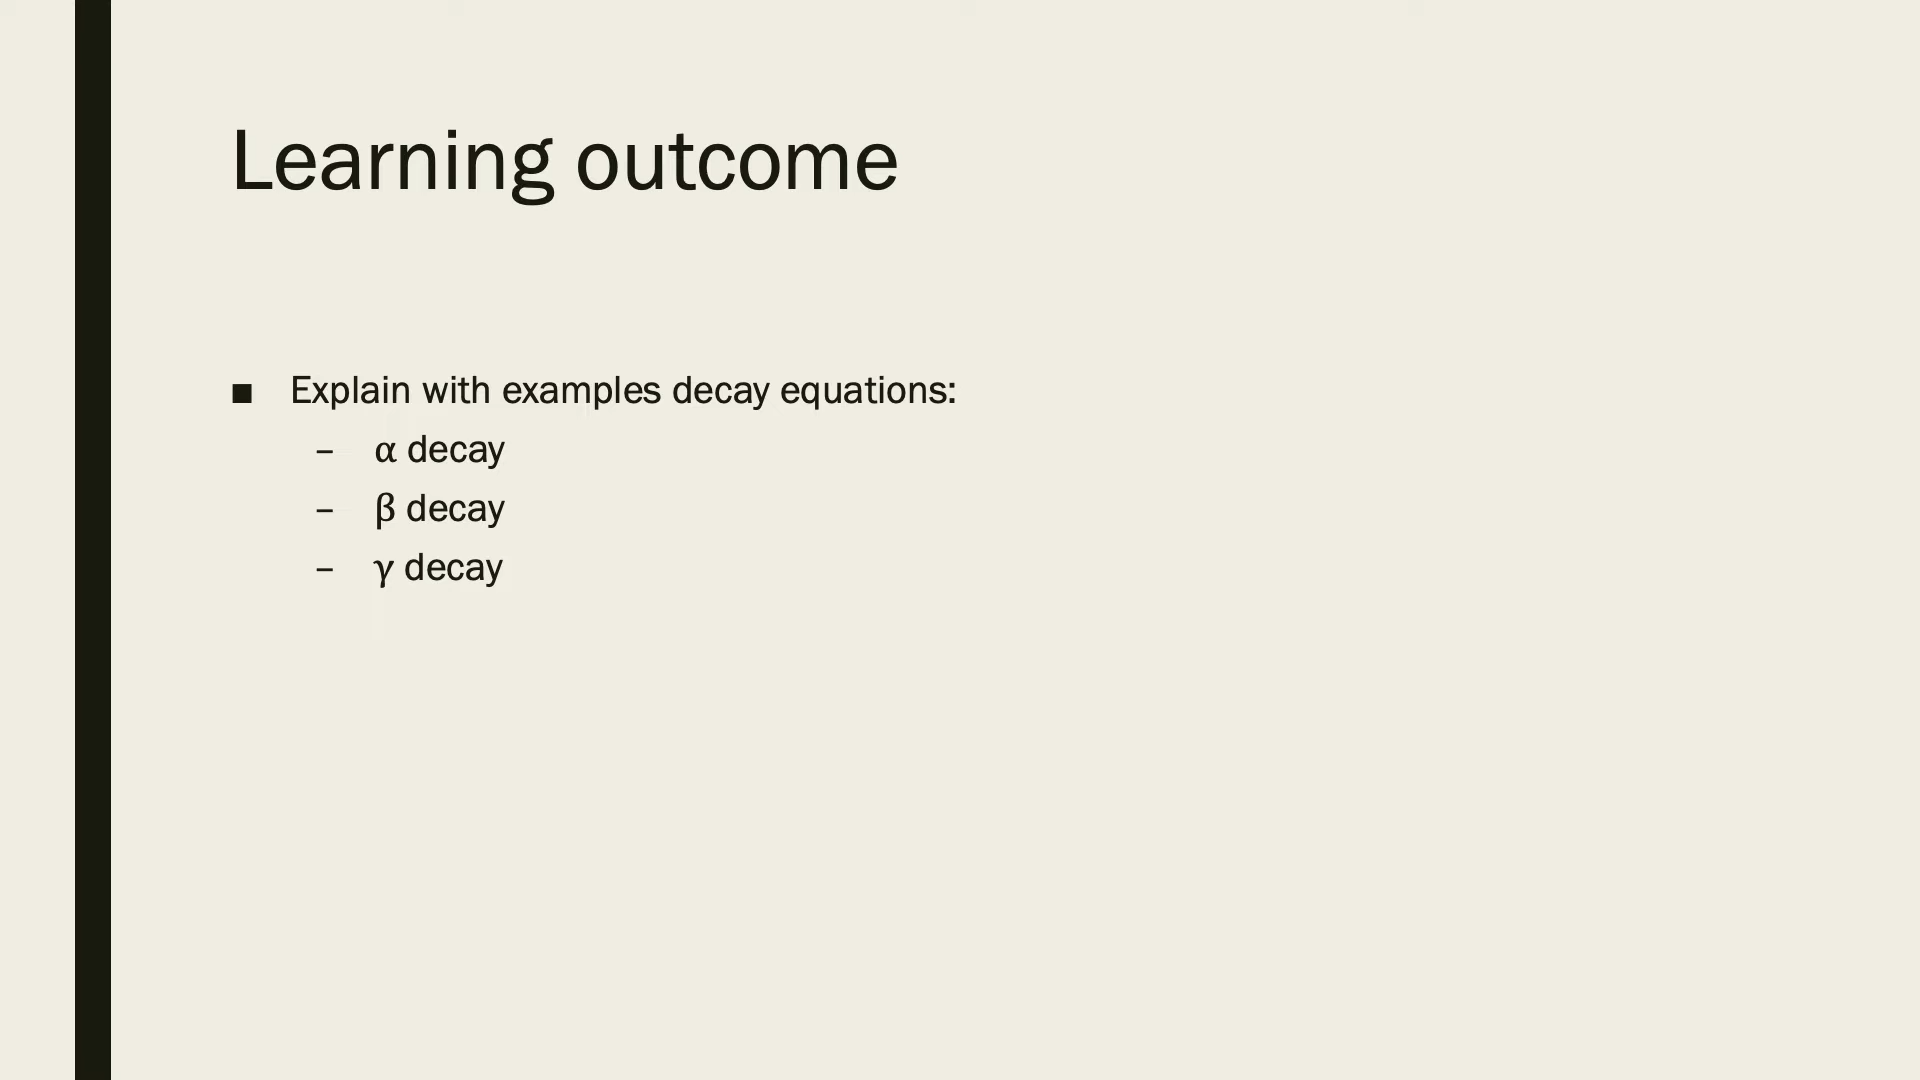 Learning outcome
■ Explain with examples decay equations:
– α decay
– β decay
– γ decay